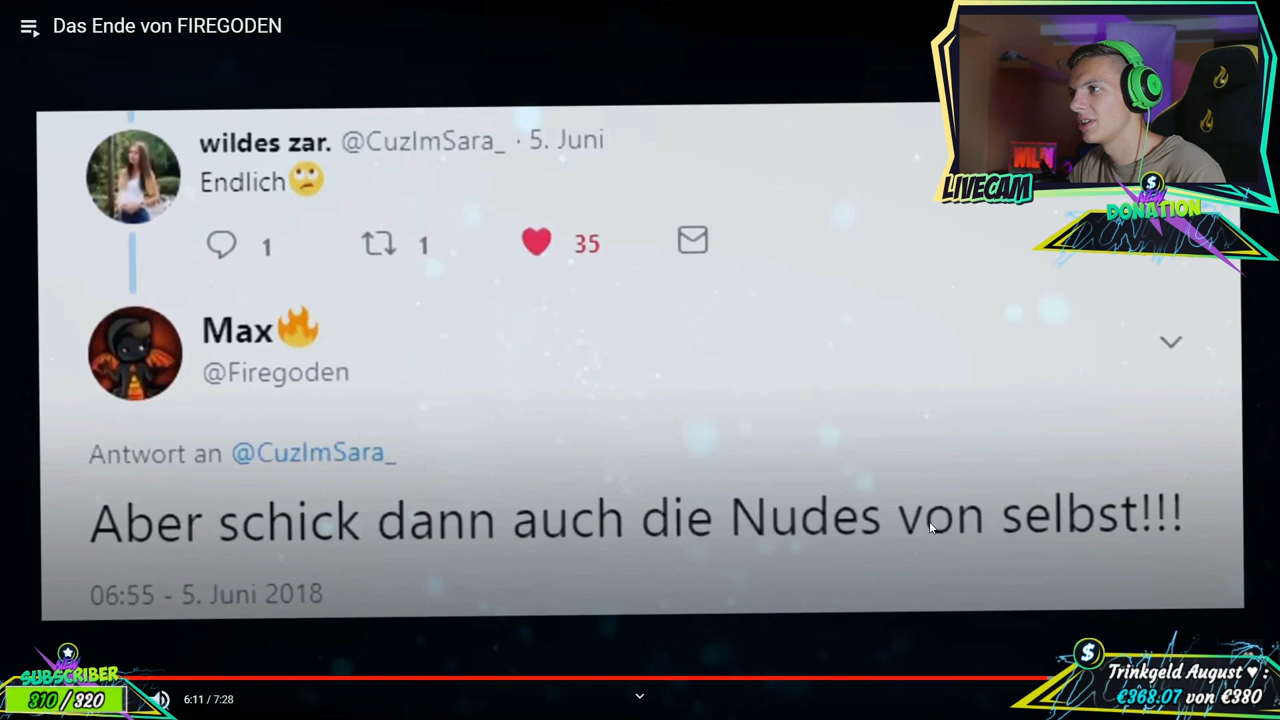 Das Ende von FIREGODEN
wildes zar. @CuzImSara_ · 5. Juni
Endlich🙄
1 1 35
Max🔥
@Firegoden
Antwort an @CuzImSara_
Aber schick dann auch die Nudes von selbst!!!
06:55 - 5. Juni 2018
LIVECAM
NEW
DONATION
NEW
SUBSCRIBER
310 / 320
6:11 / 7:28
Trinkgeld August ♥ :
€368.07 von €380